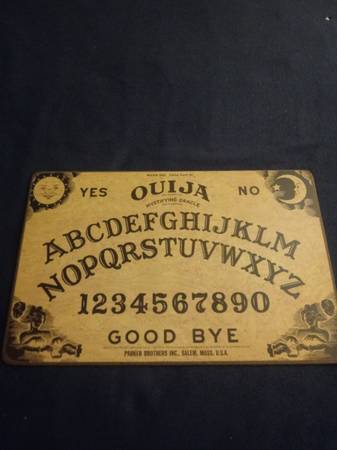 OUIJA
YES NO
MYSTIFYING ORACLE
ABCDEFGHIJKLM
NOPQRSTUVWXYZ
1234567890
GOOD BYE
PARKER BROTHERS INC., SALEM, MASS. U.S.A.